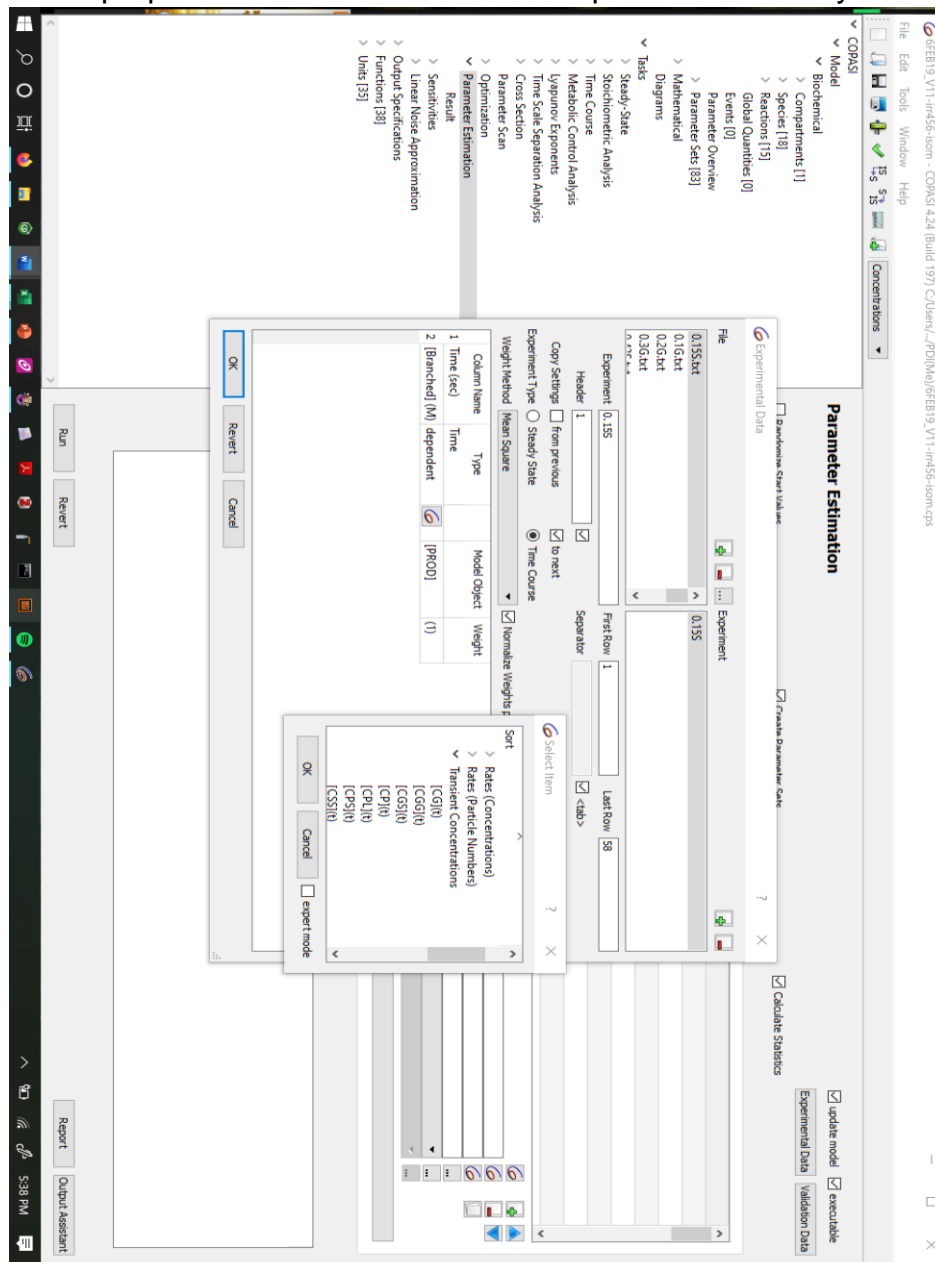 6FEB19_V11-irr456-isom - COPASI 4.24 (Build 197) C:/Users/.../PDI(Me)/6FEB19_V11-irr456-isom.cps
File Edit Tools Window Help
Concentrations
COPASI
Model
Biochemical
Compartments [1]
Species [18]
Reactions [15]
Global Quantities [0]
Events [0]
Parameter Overview
Parameter Sets [83]
Mathematical
Diagrams
Tasks
Steady-State
Stoichiometric Analysis
Time Course
Metabolic Control Analysis
Lyapunov Exponents
Time Scale Separation Analysis
Cross Section
Parameter Scan
Optimization
Parameter Estimation
Result
Sensitivities
Linear Noise Approximation
Output Specifications
Functions [38]
Units [35]
Parameter Estimation
update model executable
Experimental Data Validation Data
Randomize Start Values Create Parameter Sets Calculate Statistics
Experimental Data ? X
File Experiment
0.15S.txt 0.15S
0.1G.txt
0.2G.txt
0.3G.txt
Experiment 0.15S First Row 1 Last Row 58
Header 1 Separator <tab>
Copy Settings from previous to next
Experiment Type Steady State Time Course
Weight Method Mean Square Normalize Weights p
Column Name Type Model Object Weight
1 Time (sec) Time
2 [Branched] (M) dependent [PROD] (1)
OK Revert Cancel
Select Item ? X
Sort
Rates (Concentrations)
Rates (Particle Numbers)
Transient Concentrations
[CG](t)
[CGG](t)
[CGS](t)
[CP](t)
[CPL](t)
[CPS](t)
[CSS](t)
OK Cancel expert mode
Run Revert Report Output Assistant
5:38 PM